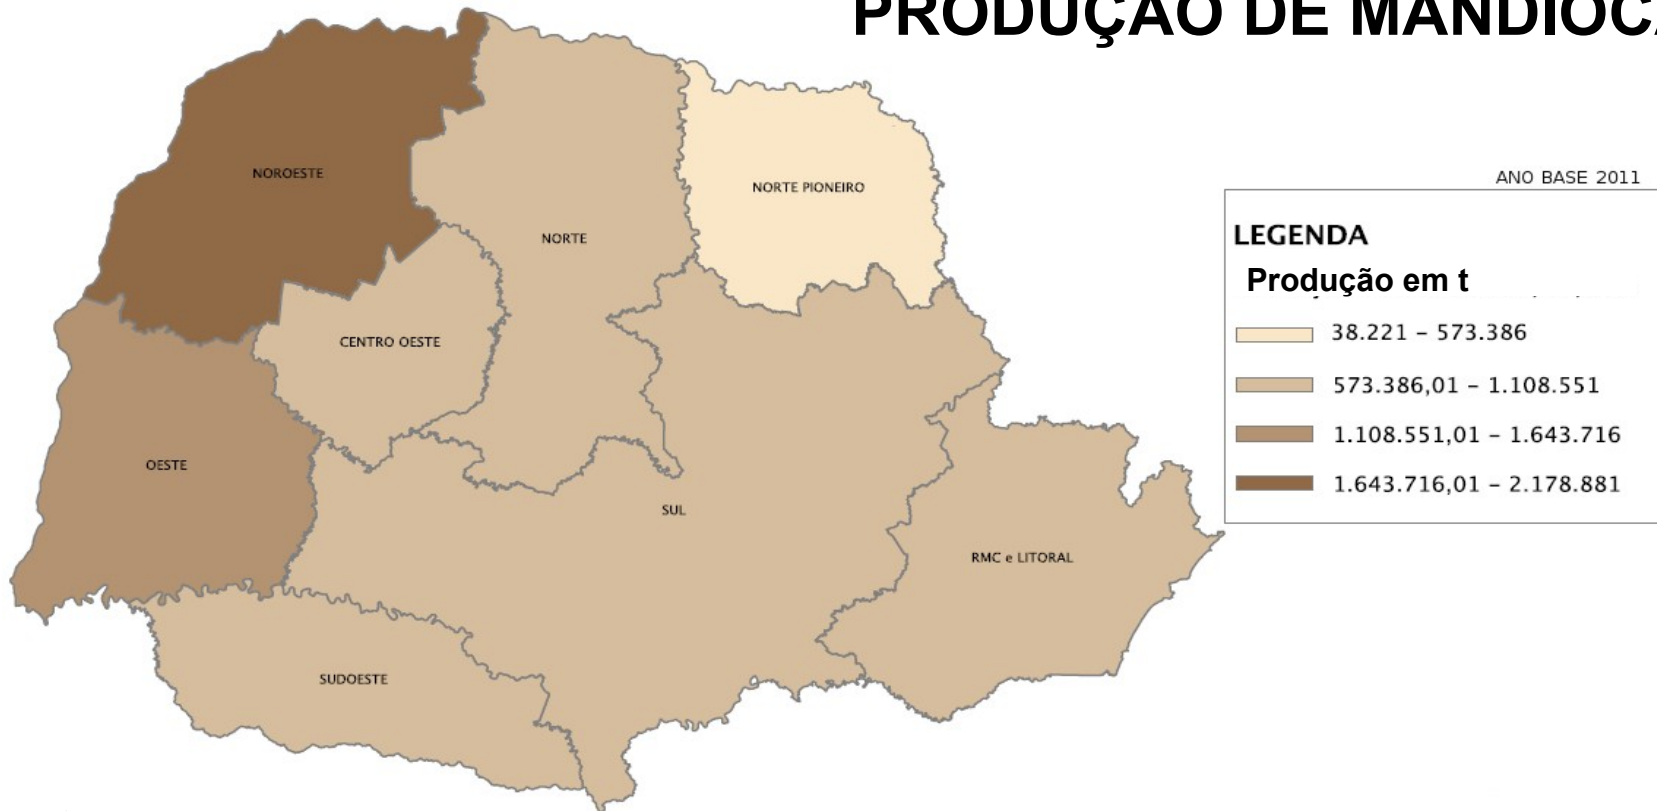 PRODUÇÃO DE MANDIOCA
NOROESTE
NORTE PIONEIRO
NORTE
CENTRO OESTE
OESTE
SUL
RMC e LITORAL
SUDOESTE
ANO BASE 2011
LEGENDA
Produção em t
38.221 – 573.386
573.386,01 – 1.108.551
1.108.551,01 – 1.643.716
1.643.716,01 – 2.178.881